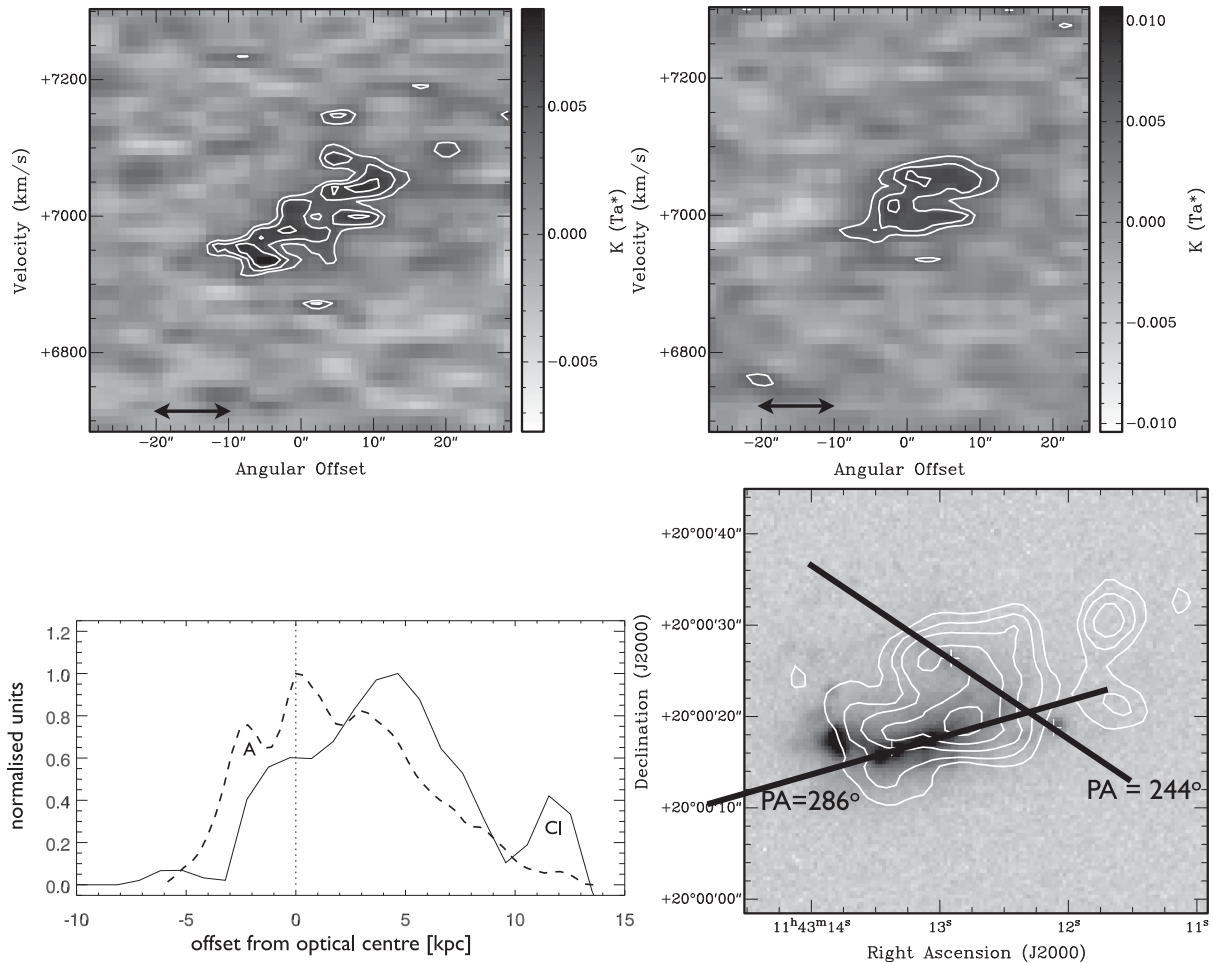 +7200
+7000
+6800
Velocity (km/s)
−20″ −10″ 0″ 10″ 20″
Angular Offset
0.005
0.000
−0.005
K (Ta*)
+7200
+7000
+6800
Velocity (km/s)
−20″ −10″ 0″ 10″ 20″
Angular Offset
0.010
0.005
0.000
−0.005
−0.010
K (Ta*)
1.2
1.0
0.8
0.6
0.4
0.2
0.0
normalised units
A
CI
-10 -5 0 5 10 15
offset from optical centre [kpc]
+20°00′40″
+20°00′30″
+20°00′20″
+20°00′10″
+20°00′00″
Declination (J2000)
PA=286°
PA = 244°
11ʰ43ᵐ14ˢ 13ˢ 12ˢ 11ˢ
Right Ascension (J2000)